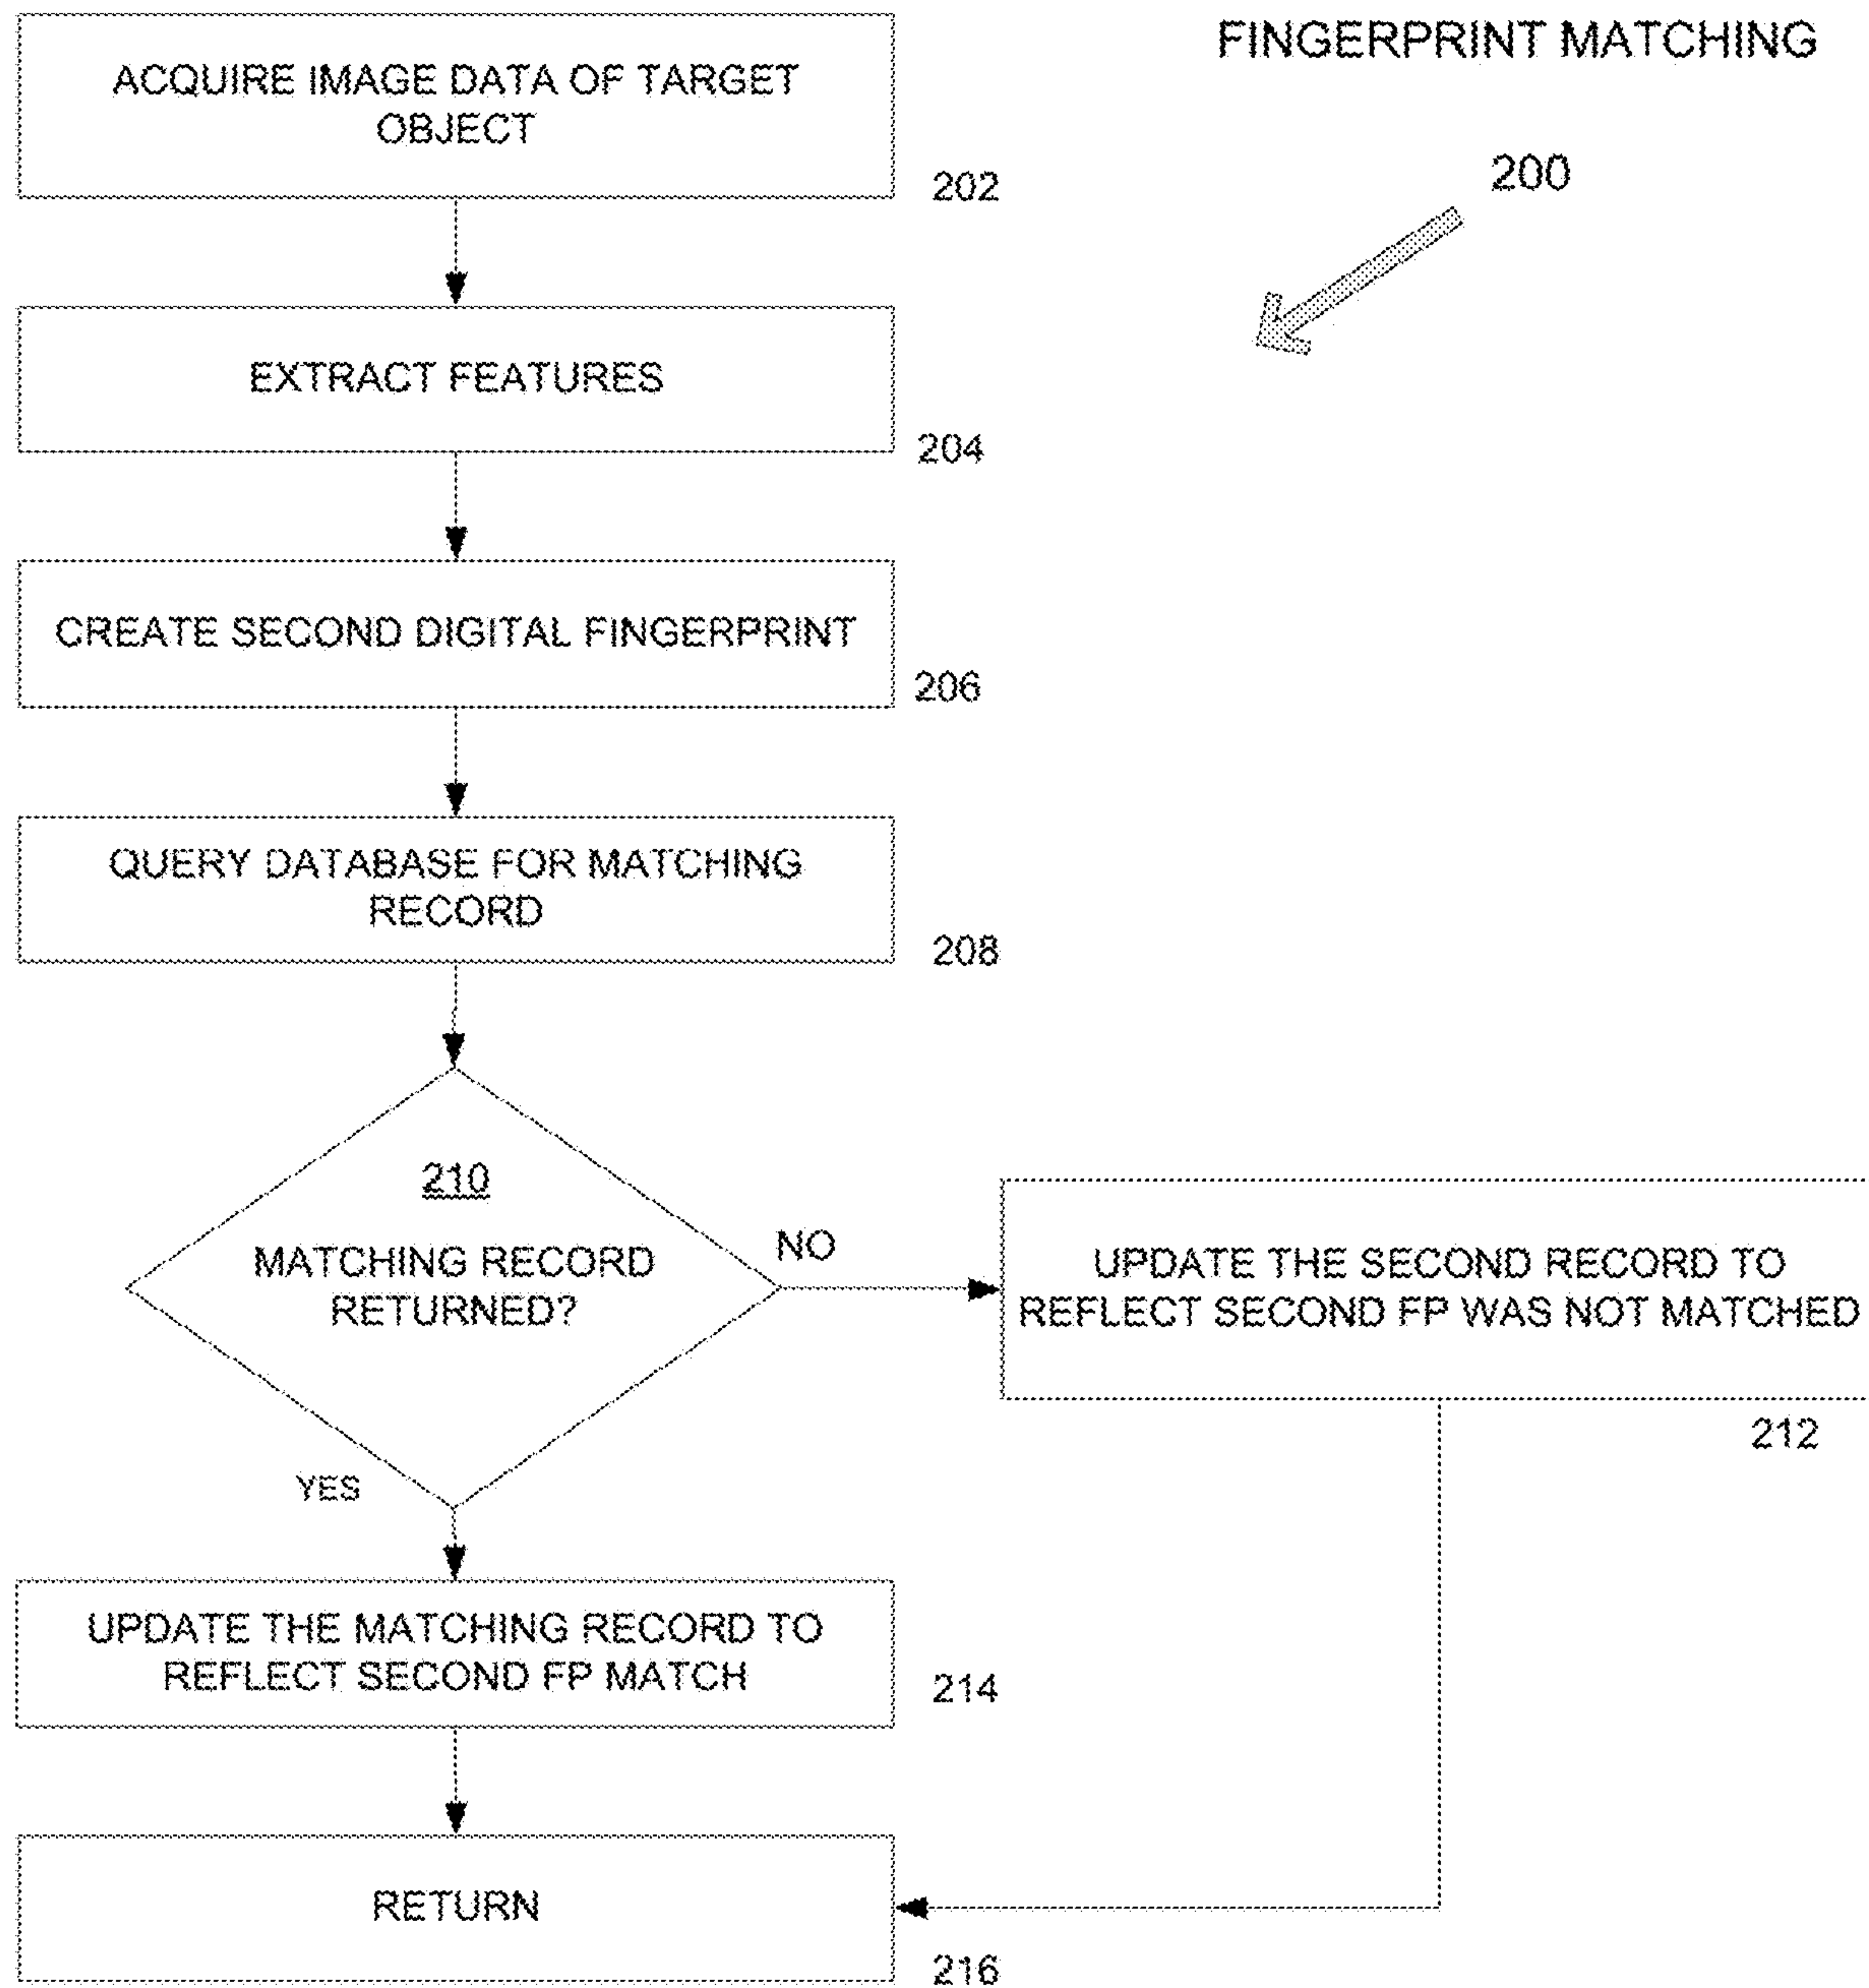 FINGERPRINT MATCHING
200
ACQUIRE IMAGE DATA OF TARGET
OBJECT
202
EXTRACT FEATURES
204
CREATE SECOND DIGITAL FINGERPRINT
206
QUERY DATABASE FOR MATCHING
RECORD
208
210
MATCHING RECORD
RETURNED?
NO
UPDATE THE SECOND RECORD TO
REFLECT SECOND FP WAS NOT MATCHED
212
YES
UPDATE THE MATCHING RECORD TO
REFLECT SECOND FP MATCH
214
RETURN
216